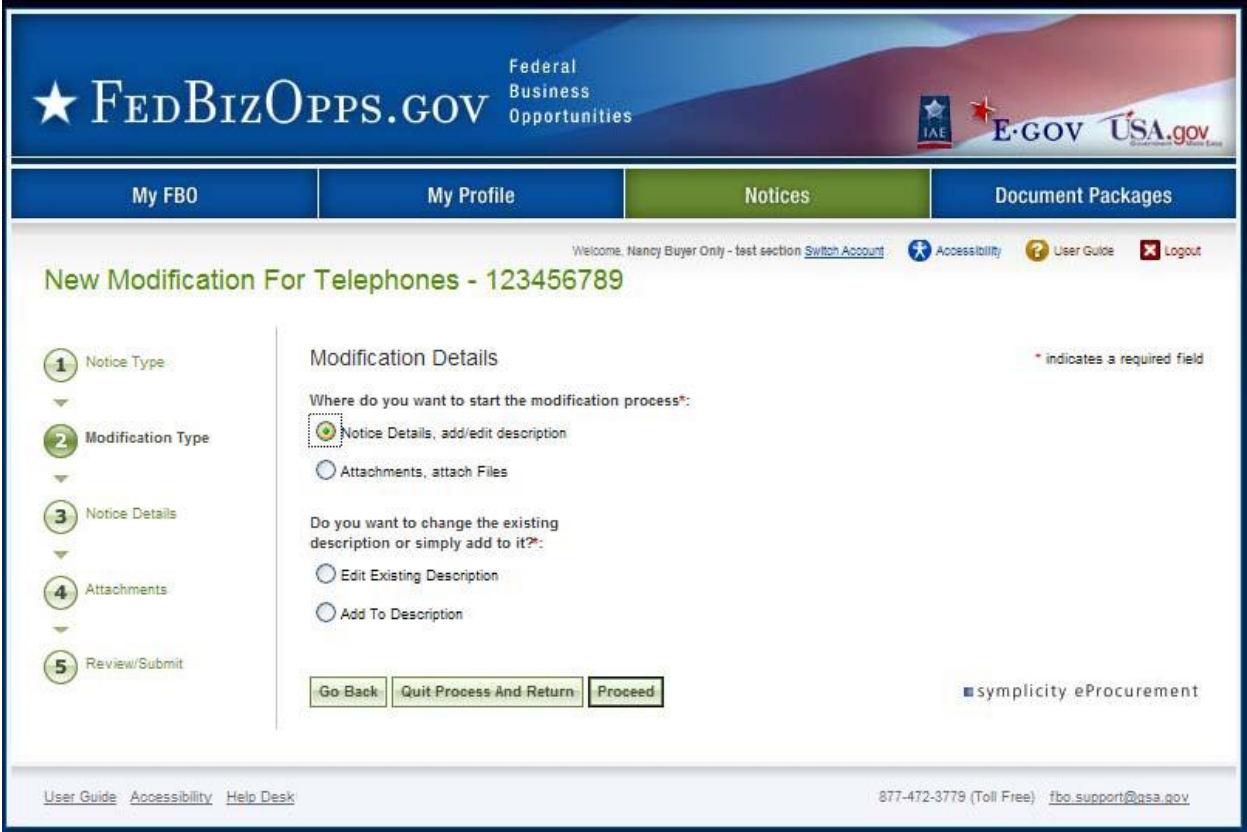 ★ FEDBIZOPPS.GOV
Federal
Business
Opportunities
IAE
E·GOV
USA.gov
Government Made Easy
My FBO
My Profile
Notices
Document Packages
Welcome, Nancy Buyer Only - test section Switch Account
Accessibility
User Guide
Logout
New Modification For Telephones - 123456789
1 Notice Type
2 Modification Type
3 Notice Details
4 Attachments
5 Review/Submit
Modification Details
* indicates a required field
Where do you want to start the modification process*:
Notice Details, add/edit description
Attachments, attach Files
Do you want to change the existing
description or simply add to it?*:
Edit Existing Description
Add To Description
Go Back
Quit Process And Return
Proceed
symplicity eProcurement
User Guide Accessibility Help Desk
877-472-3779 (Toll Free) fbo.support@gsa.gov